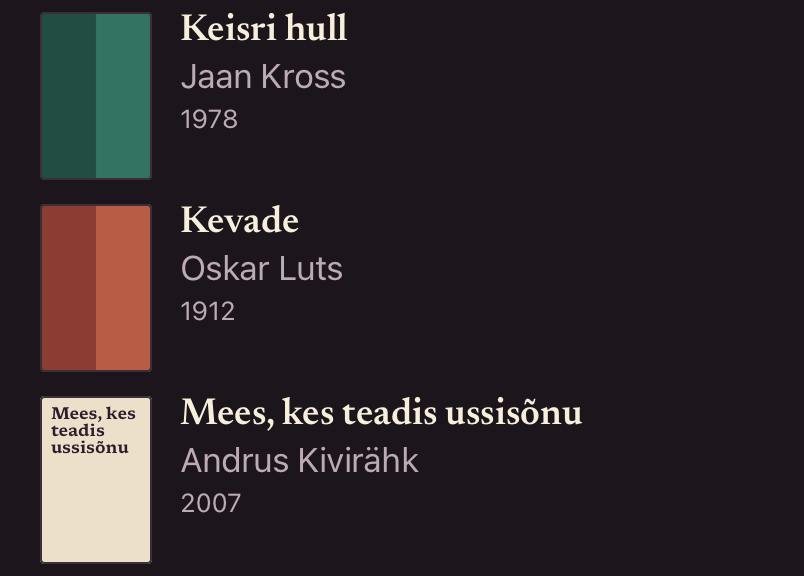 Keisri hull
Jaan Kross
1978
Kevade
Oskar Luts
1912
Mees, kes
teadis
ussisõnu
Mees, kes teadis ussisõnu
Andrus Kivirähk
2007